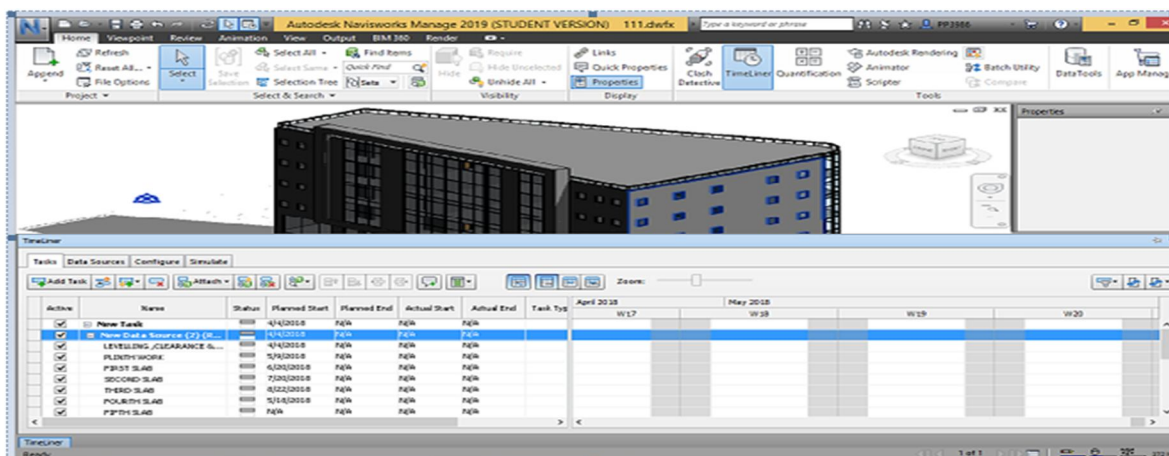 Autodesk Navisworks Manage 2019 (STUDENT VERSION) 111.dwfx
Type a keyword or phrase
PP3986
Home Viewpoint Review Animation View Output BIM 360 Render
Append
Refresh
Reset All...
File Options
Project
Select
Save Selection
Select All
Select Same
Selection Tree
Find Items
Quick Find
Sets
Select & Search
Hide
Require
Hide Unselected
Unhide All
Visibility
Links
Quick Properties
Properties
Display
Clash Detective
TimeLiner
Quantification
Autodesk Rendering
Animator
Scripter
Batch Utility
Compare
Tools
DataTools
App Manag
Properties
TimeLiner
Tasks Data Sources Configure Simulate
Add Task Attach Zoom:
Active Name Status Planned Start Planned End Actual Start Actual End Task Typ
April 2018 May 2018
W17 W18 W19 W20
New Task 4/4/2018 N/A N/A N/A
New Data Source (2) (R... 4/4/2018 N/A N/A N/A
LEVELLING ,CLEARANCE &... 4/4/2018 N/A N/A N/A
PLINTH WORK 5/9/2018 N/A N/A N/A
FIRST SLAB 6/20/2018 N/A N/A N/A
SECOND SLAB 7/20/2018 N/A N/A N/A
THIRD SLAB 8/22/2018 N/A N/A N/A
FOURTH SLAB 5/18/2018 N/A N/A N/A
FIFTH SLAB N/A N/A N/A N/A
TimeLiner
Ready
1 of 1